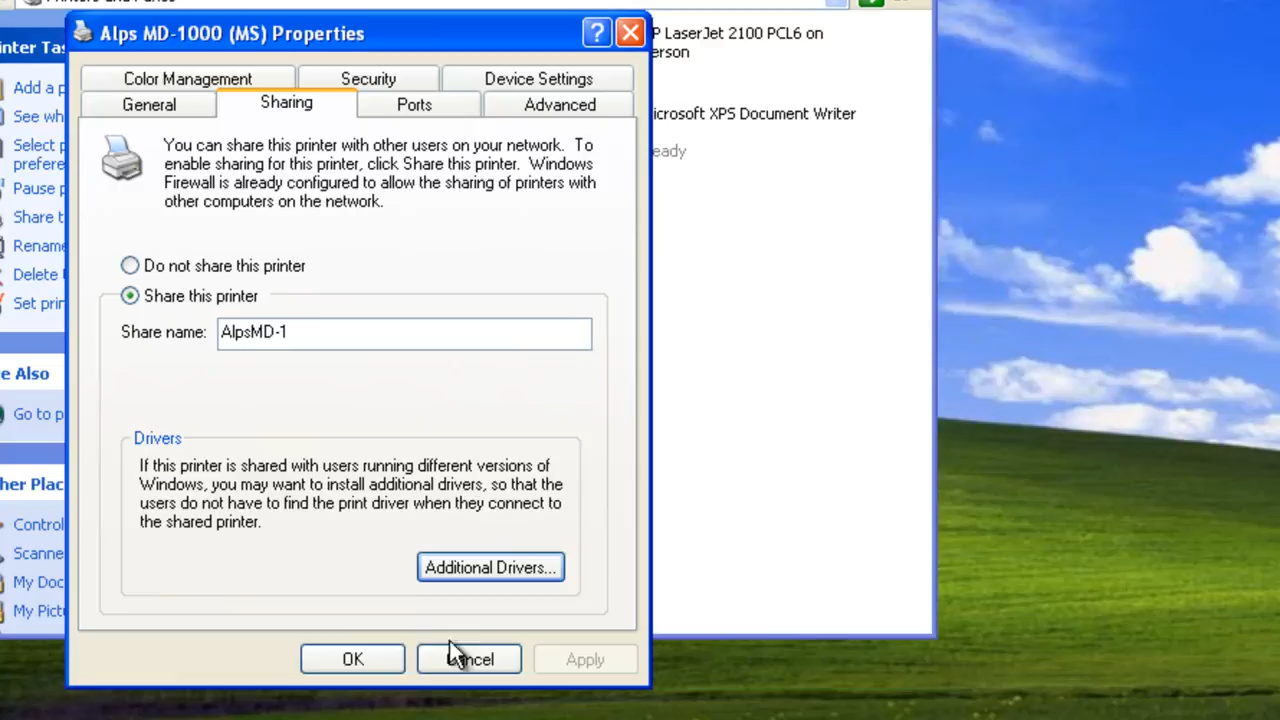 Alps MD-1000 (MS) Properties
Color Management
Security
Device Settings
General
Sharing
Ports
Advanced
You can share this printer with other users on your network. To
enable sharing for this printer, click Share this printer. Windows
Firewall is already configured to allow the sharing of printers with
other computers on the network.
Do not share this printer
Share this printer
Share name: AlpsMD-1
Drivers
If this printer is shared with users running different versions of
Windows, you may want to install additional drivers, so that the
users do not have to find the print driver when they connect to
the shared printer.
Additional Drivers...
OK
Cancel
Apply
inter Tas
Add a p
See wh
Select p
prefere
Pause p
Share t
Rename
Delete
Set prin
e Also
Go to p
her Plac
Control
Scanne
My Doc
My Pict
P LaserJet 2100 PCL6 on
erson
icrosoft XPS Document Writer
eady